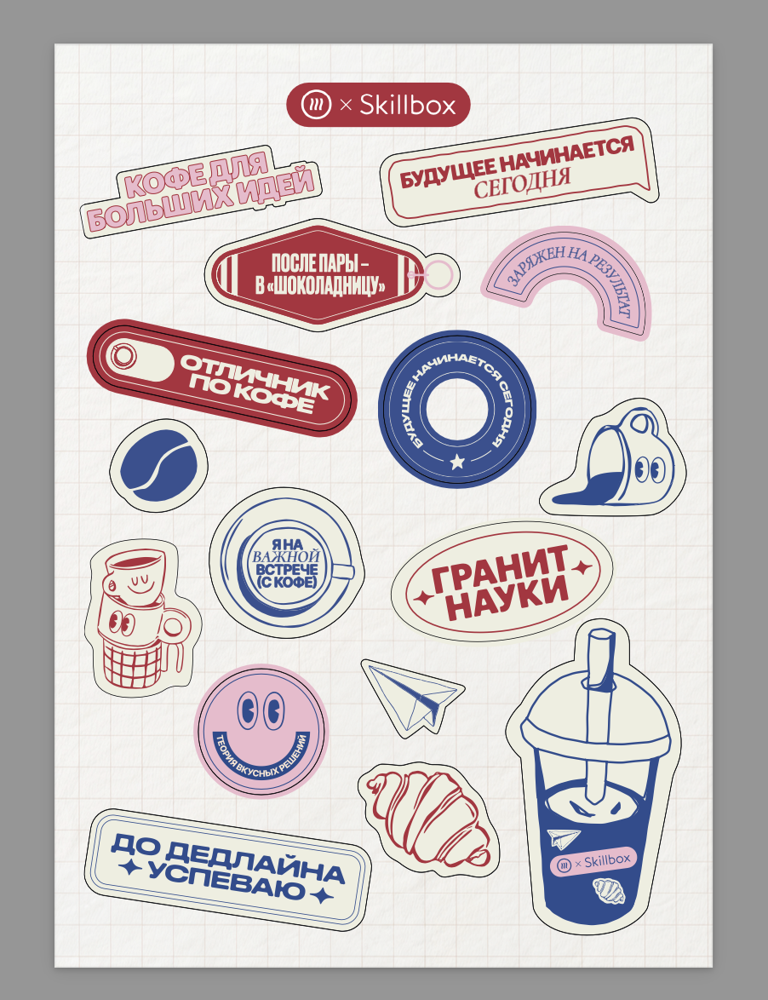 × Skillbox
КОФЕ ДЛЯ
БОЛЬШИХ ИДЕЙ
БУДУЩЕЕ НАЧИНАЕТСЯ
СЕГОДНЯ
ПОСЛЕ ПАРЫ –
В «ШОКОЛАДНИЦУ»
ЗАРЯЖЕН НА РЕЗУЛЬТАТ
ОТЛИЧНИК
ПО КОФЕ
БУДУЩЕЕ НАЧИНАЕТСЯ СЕГОДНЯ
Я НА
ВАЖНОЙ
ВСТРЕЧЕ
(С КОФЕ)
ГРАНИТ
НАУКИ
ТЕОРИЯ ВКУСНЫХ РЕШЕНИЙ
ДО ДЕДЛАЙНА
УСПЕВАЮ
× Skillbox